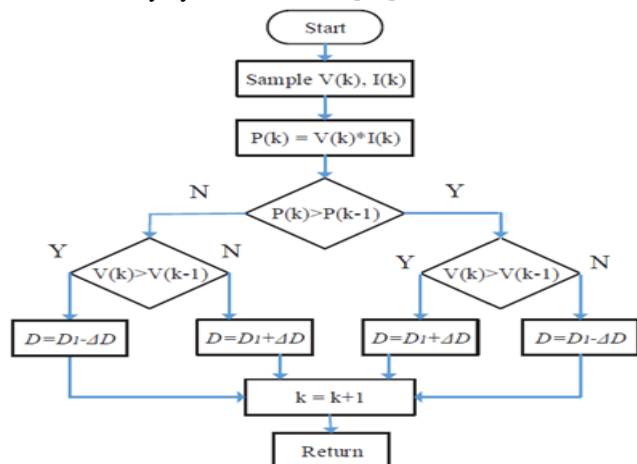 Start
Sample V(k), I(k)
P(k) = V(k)*I(k)
N
Y
P(k)>P(k-1)
Y
N
Y
N
V(k)>V(k-1)
V(k)>V(k-1)
D=D1-ΔD
D=D1+ΔD
D=D1+ΔD
D=D1-ΔD
k = k+1
Return